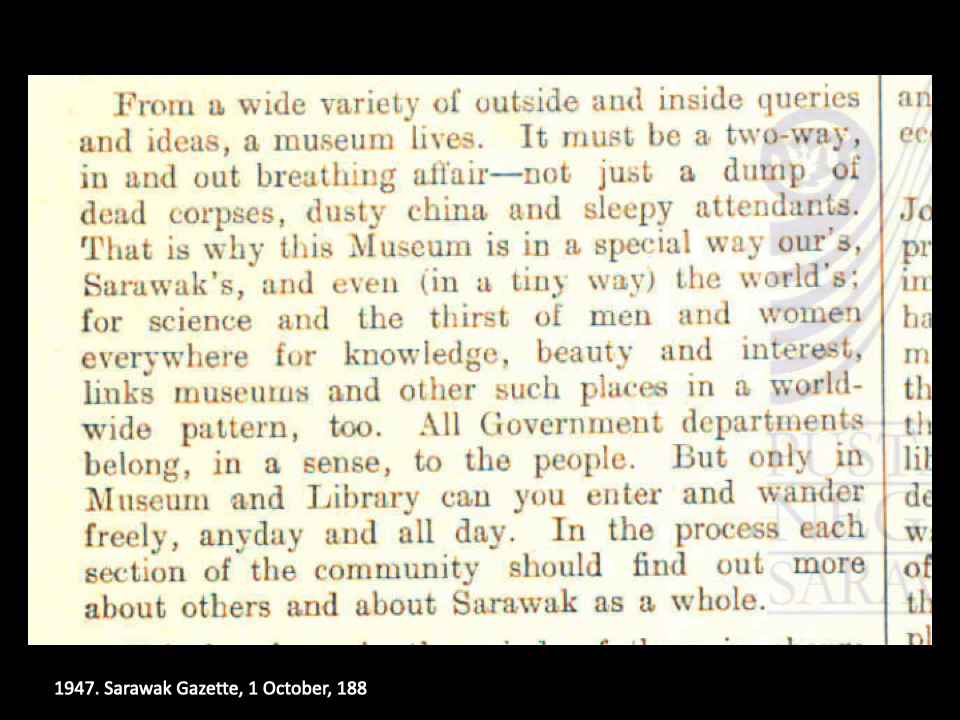 From a wide variety of outside and inside queries
and ideas, a museum lives. It must be a two-way,
in and out breathing affair—not just a dump of
dead corpses, dusty china and sleepy attendants.
That is why this Museum is in a special way our's,
Sarawak's, and even (in a tiny way) the world's;
for science and the thirst of men and women
everywhere for knowledge, beauty and interest,
links museums and other such places in a world-
wide pattern, too. All Government departments
belong, in a sense, to the people. But only in
Museum and Library can you enter and wander
freely, anyday and all day. In the process each
section of the community should find out more
about others and about Sarawak as a whole.
1947. Sarawak Gazette, 1 October, 188